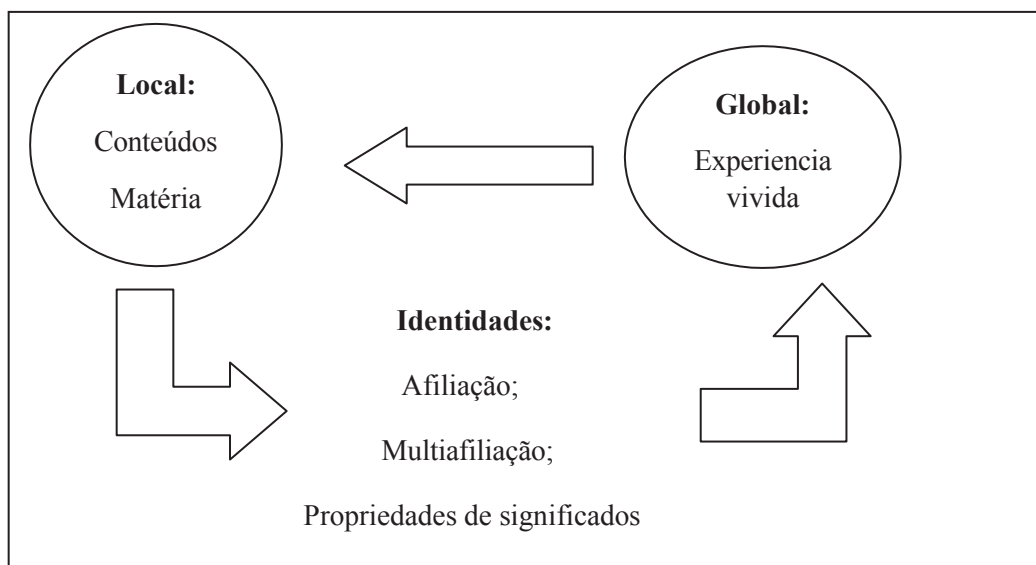 Local:
Conteúdos
Matéria
Global:
Experiencia
vivida
Identidades:
Afiliação;
Multiafiliação;
Propriedades de significados